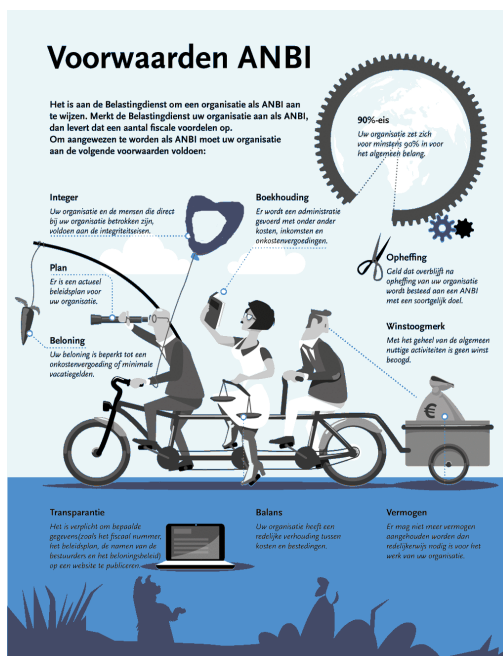 Voorwaarden ANBI
Het is aan de Belastingdienst om een organisatie als ANBI aan
te wijzen. Merkt de Belastingdienst uw organisatie aan als ANBI,
dan levert dat een aantal fiscale voordelen op.
Om aangewezen te worden als ANBI moet uw organisatie
aan de volgende voorwaarden voldoen:
90%-eis
Uw organisatie zet zich
voor minstens 90% in voor
het algemeen belang.
Integer
Uw organisatie en de mensen die direct
bij uw organisatie betrokken zijn,
voldoen aan de integriteitseisen.
Boekhouding
Er wordt een administratie
gevoerd met onder ander
kosten, inkomsten en
onkostenvergoedingen.
Opheffing
Geld dat overblijft na
opheffing van uw organisatie
wordt besteed aan een ANBI
met een soortgelijk doel.
Plan
Er is een actueel
beleidsplan voor
uw organisatie.
Winstoogmerk
Met het geheel van de algemeen
nuttige activiteiten is geen winst
beoogd.
Beloning
Uw beloning is beperkt tot een
onkostenvergoeding of minimale
vacatiegelden.
€
Transparantie
Het is verplicht om bepaalde
gegevens(zoals het fiscaal nummer,
het beleidsplan, de namen van de
bestuurders en het beloningsbeleid)
op een website te publiceren.
Balans
Uw organisatie heeft een
redelijke verhouding tussen
kosten en bestedingen.
Vermogen
Er mag niet meer vermogen
aangehouden worden dan
redelijkerwijs nodig is voor het
werk van uw organisatie.